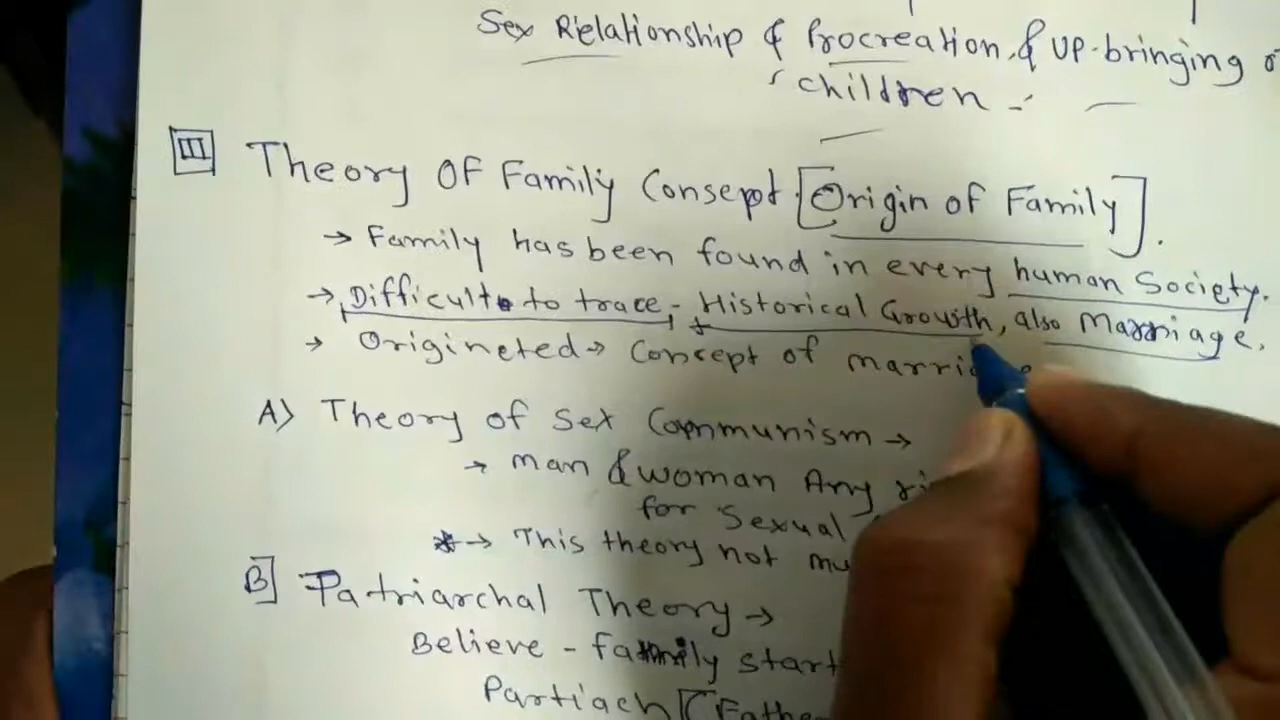 Sex Relationship & Procreation, & up-bringing
children -
III Theory Of Family Consept [Origin of Family].
→ Family has been found in every human Society.
→ Difficult to trace - Historical Growth, also Marriage.
→ Origineted → Concept of
A) Theory of Sex Communism →
→ Man & woman Any
for Sexual
* → This theory not
B] Patriarchal Theory →
Believe - family start
Partiach [